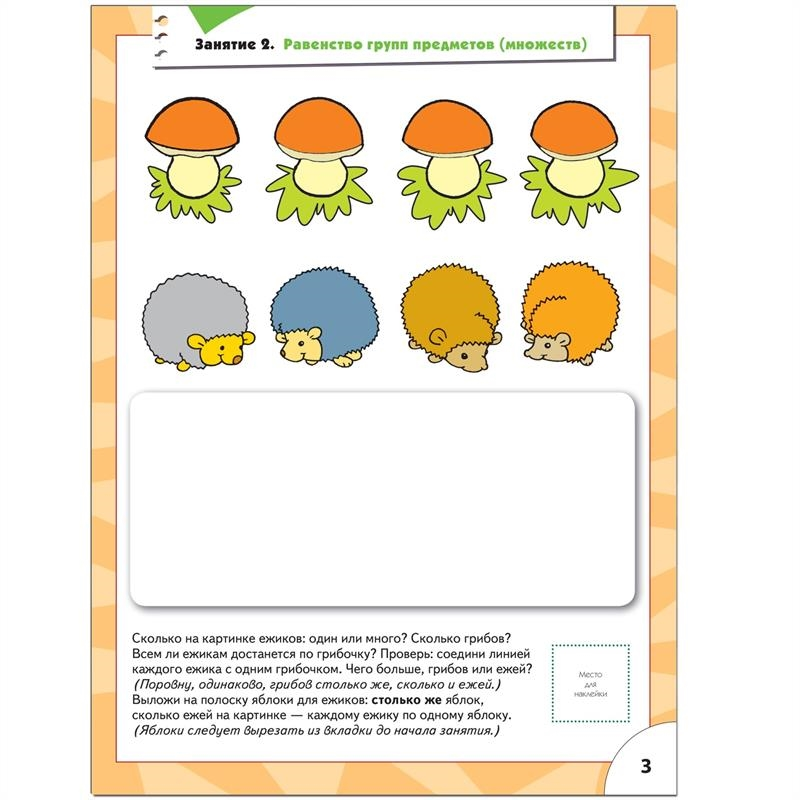 Занятие 2. Равенство групп предметов (множеств)
Сколько на картинке ежиков: один или много? Сколько грибов?
Всем ли ежикам достанется по грибочку? Проверь: соедини линией
каждого ежика с одним грибочком. Чего больше, грибов или ежей?
(Поровну, одинаково, грибов столько же, сколько и ежей.)
Выложи на полоску яблоки для ежиков: столько же яблок,
сколько ежей на картинке — каждому ежику по одному яблоку.
(Яблоки следует вырезать из вкладки до начала занятия.)
Место
для
наклейки
3